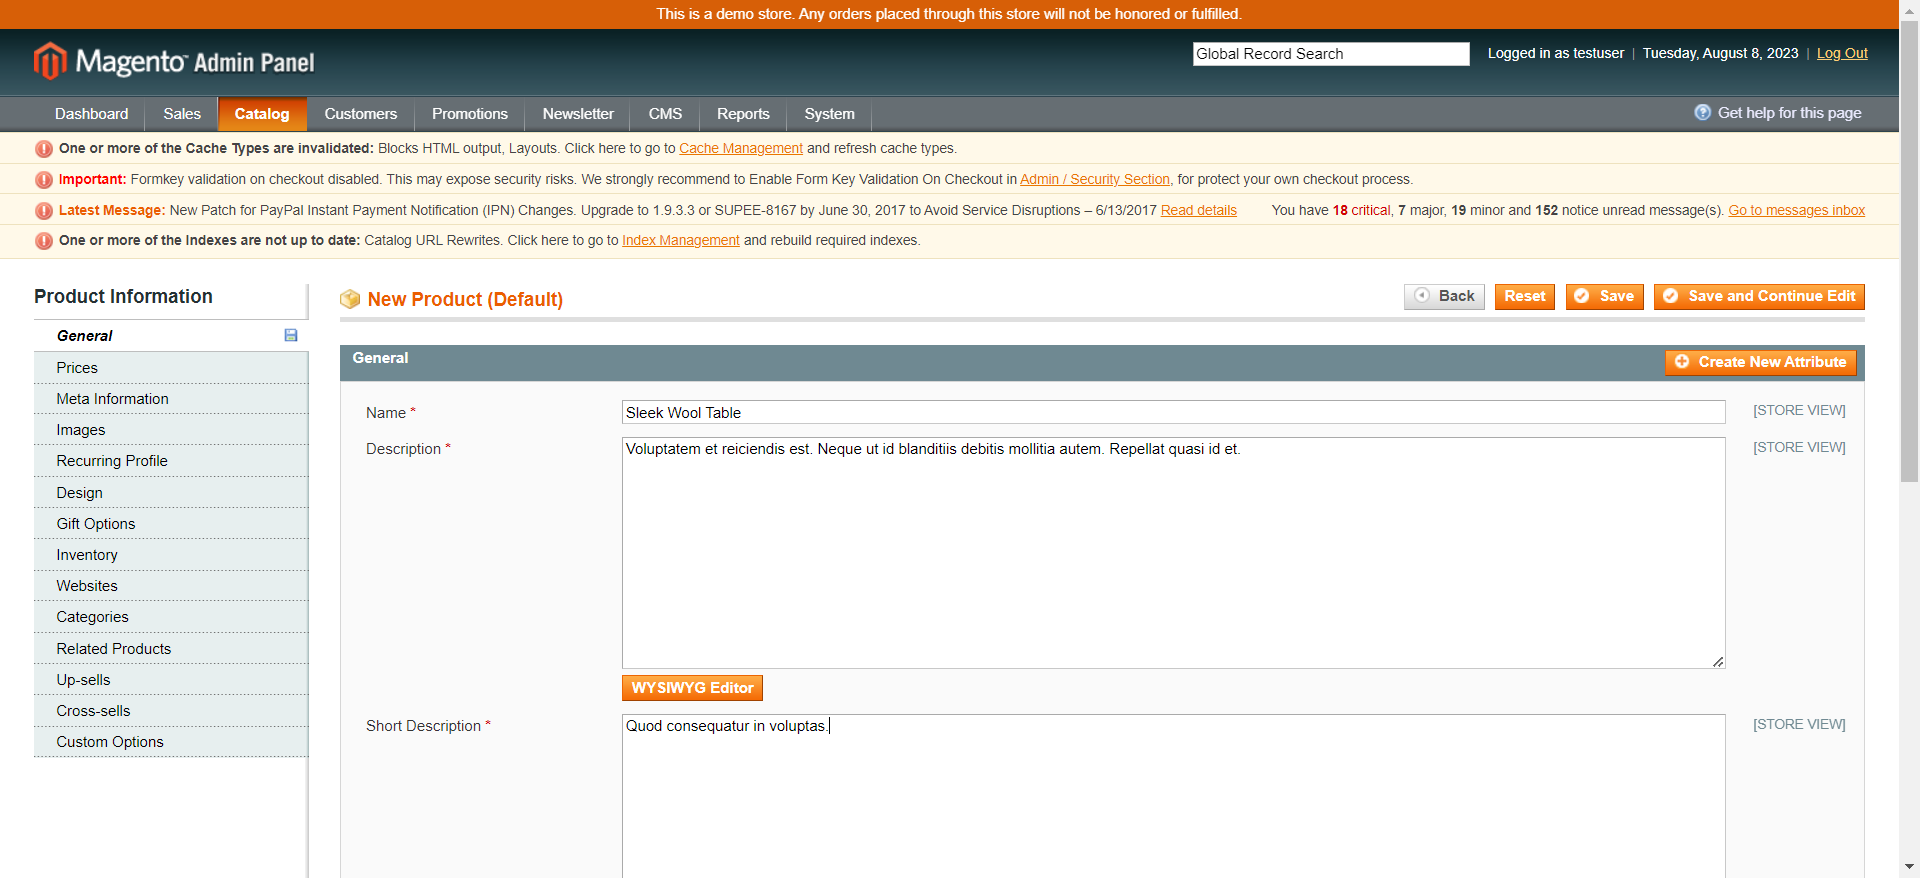 This is a demo store. Any orders placed through this store will not be honored or fulfilled.
Magento Admin Panel
Global Record Search
Logged in as testuser | Tuesday, August 8, 2023 | Log Out
Dashboard Sales Catalog Customers Promotions Newsletter CMS Reports System
Get help for this page
One or more of the Cache Types are invalidated: Blocks HTML output, Layouts. Click here to go to Cache Management and refresh cache types.
Important: Formkey validation on checkout disabled. This may expose security risks. We strongly recommend to Enable Form Key Validation On Checkout in Admin / Security Section, for protect your own checkout process.
Latest Message: New Patch for PayPal Instant Payment Notification (IPN) Changes. Upgrade to 1.9.3.3 or SUPEE-8167 by June 30, 2017 to Avoid Service Disruptions – 6/13/2017 Read details
You have 18 critical, 7 major, 19 minor and 152 notice unread message(s). Go to messages inbox
One or more of the Indexes are not up to date: Catalog URL Rewrites. Click here to go to Index Management and rebuild required indexes.
Product Information
General
Prices
Meta Information
Images
Recurring Profile
Design
Gift Options
Inventory
Websites
Categories
Related Products
Up-sells
Cross-sells
Custom Options
New Product (Default)
Back Reset Save Save and Continue Edit
General
Create New Attribute
Name * Sleek Wool Table [STORE VIEW]
Description * Voluptatem et reiciendis est. Neque ut id blanditiis debitis mollitia autem. Repellat quasi id et. [STORE VIEW]
WYSIWYG Editor
Short Description * Quod consequatur in voluptas. [STORE VIEW]